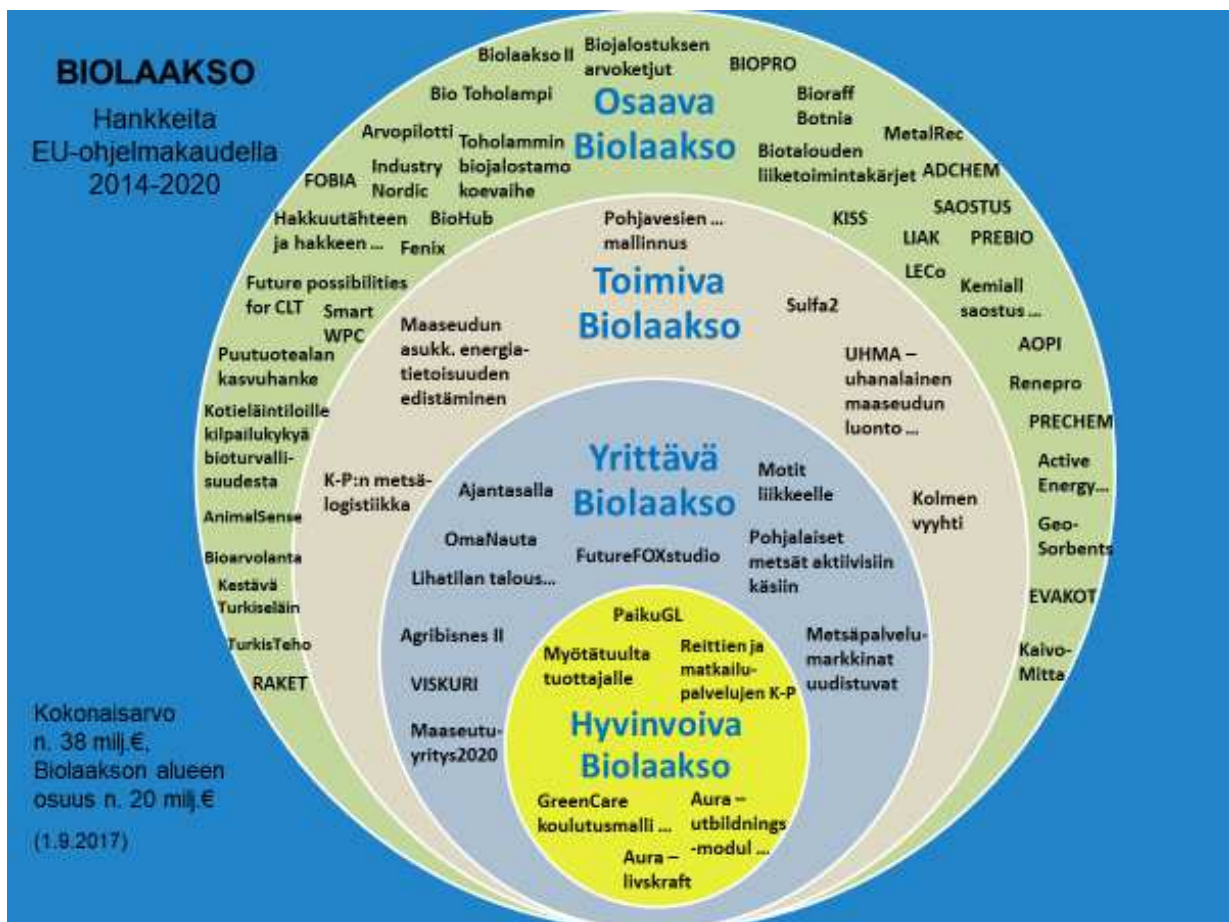 BIOLAAKSO
Hankkeita
EU-ohjelmakaudella
2014-2020
Biolaakso II
Biojalostuksen
arvoketjut
BIOPRO
Bio Toholampi
Osaava
Biolaakso
Bioraff
Botnia
Arvopilotti
Toholammin
biojalostamo
koevaihe
MetalRec
Industry
Nordic
FOBIA
Biotalouden
liiketoimintakärjet
ADCHEM
Hakkuutähteen
ja hakkeen ...
BioHub
Fenix
KISS
SAOSTUS
LIAK
PREBIO
LECo
Kemiall
saostus ...
Future possibilities
for CLT
Smart
WPC
AOPI
Puutuotealan
kasvuhanke
Renepro
Kotieläintiloille
kilpailukykyä
bioturvalli-
suudesta
PRECHEM
Active
Energy...
AnimalSense
Geo-
Sorbents
Bioarvolanta
Kestävä
Turkiseläin
EVAKOT
TurkisTeho
Kaivo-
Mitta
RAKET
Pohjavesien ...
mallinnus
Toimiva
Biolaakso
Sulfa2
Maaseudun
asukk. energia-
tietoisuuden
edistäminen
UHMA –
uhanalainen
maaseudun
luonto ...
K-P:n metsä-
logistiikka
Kolmen
vyyhti
Yrittävä
Biolaakso
Ajantasalla
Motit
liikkeelle
OmaNauta
FutureFOXstudio
Pohjalaiset
metsät aktiivisiin
käsiin
Lihatilan talous...
Agribisnes II
Metsäpalvelu-
markkinat
uudistuvat
VISKURI
Maaseutu-
yritys2020
PaikuGL
Myötätuulta
tuottajalle
Reittien ja
matkailu-
palvelujen K-P
Hyvinvoiva
Biolaakso
GreenCare
koulutusmalli ...
Aura –
utbildnings
-modul ...
Aura –
livskraft
Kokonaisarvo
n. 38 milj.€,
Biolaakson alueen
osuus n. 20 milj.€
(1.9.2017)